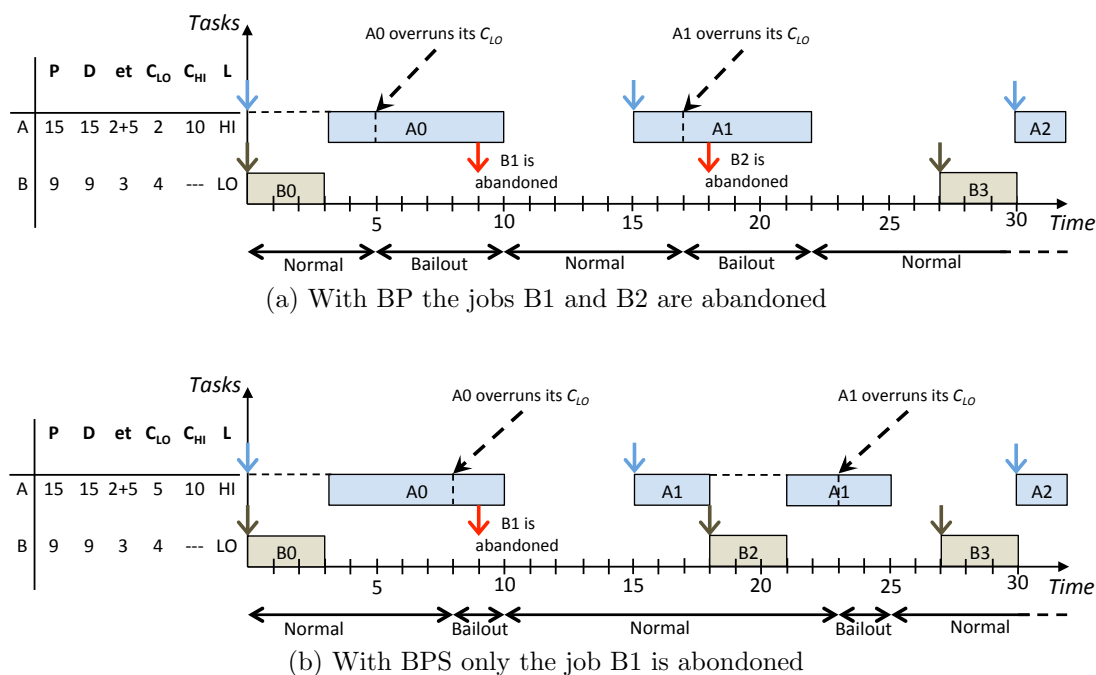 Tasks
A0 overruns its C_LO
A1 overruns its C_LO
P D et C_LO C_HI L
A 15 15 2+5 2 10 HI
A0
A1
A2
B1 is
abandoned
B2 is
abandoned
B 9 9 3 4 --- LO
B0
B3
5 10 15 20 25 30 Time
Normal Bailout Normal Bailout Normal
(a) With BP the jobs B1 and B2 are abandoned
Tasks
A0 overruns its C_LO
A1 overruns its C_LO
P D et C_LO C_HI L
A 15 15 2+5 5 10 HI
A0
A1
A1
A2
B1 is
abandoned
B 9 9 3 4 --- LO
B0
B2
B3
5 10 15 20 25 30 Time
Normal Bailout Normal Bailout Normal
(b) With BPS only the job B1 is abondoned